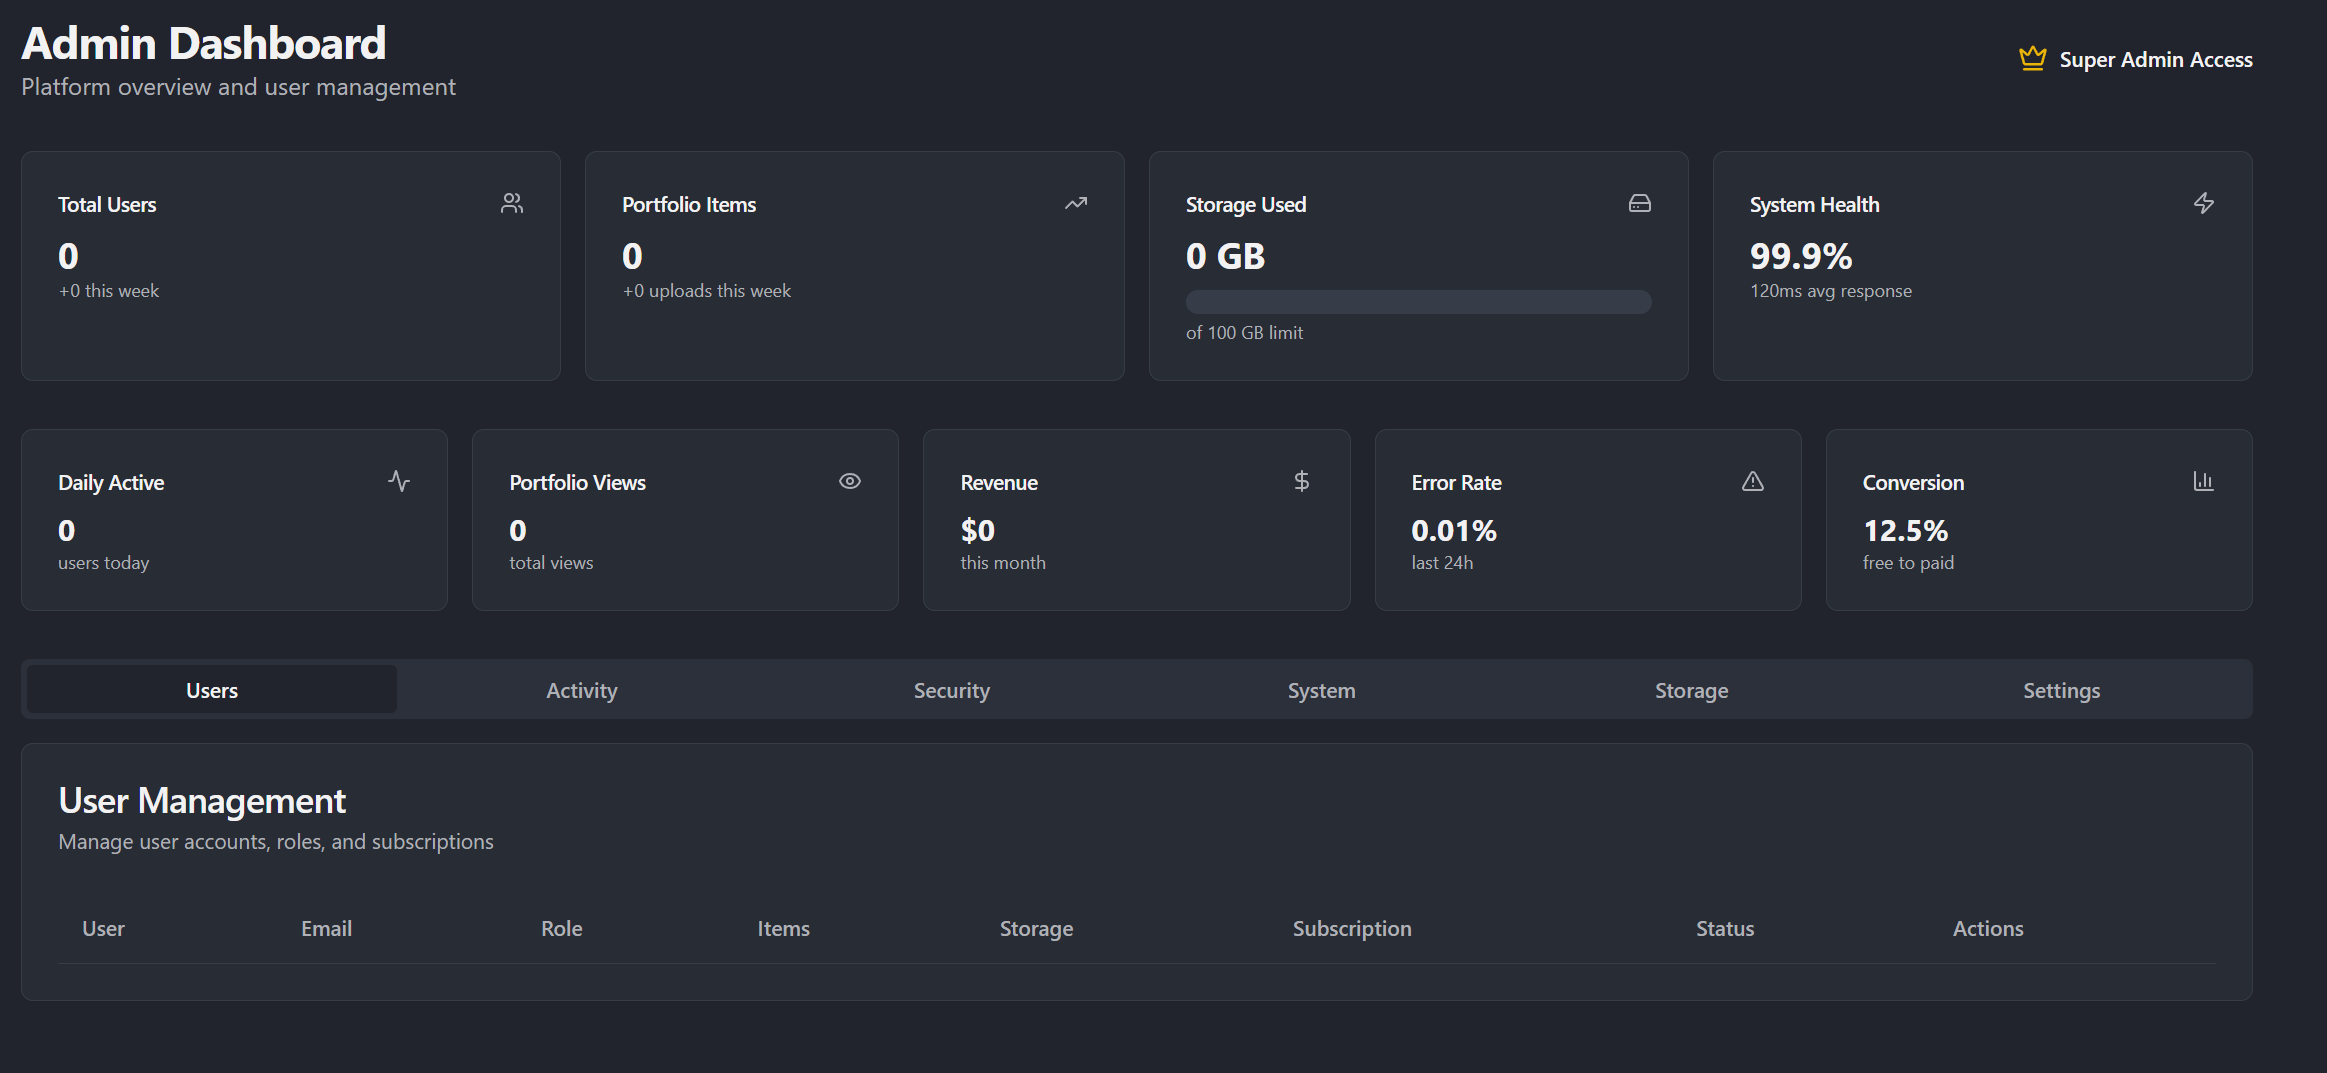 Admin Dashboard
Platform overview and user management
Super Admin Access
Total Users
0
+0 this week
Portfolio Items
0
+0 uploads this week
Storage Used
0 GB
of 100 GB limit
System Health
99.9%
120ms avg response
Daily Active
0
users today
Portfolio Views
0
total views
Revenue
$0
this month
Error Rate
0.01%
last 24h
Conversion
12.5%
free to paid
Users Activity Security System Storage Settings
User Management
Manage user accounts, roles, and subscriptions
User Email Role Items Storage Subscription Status Actions